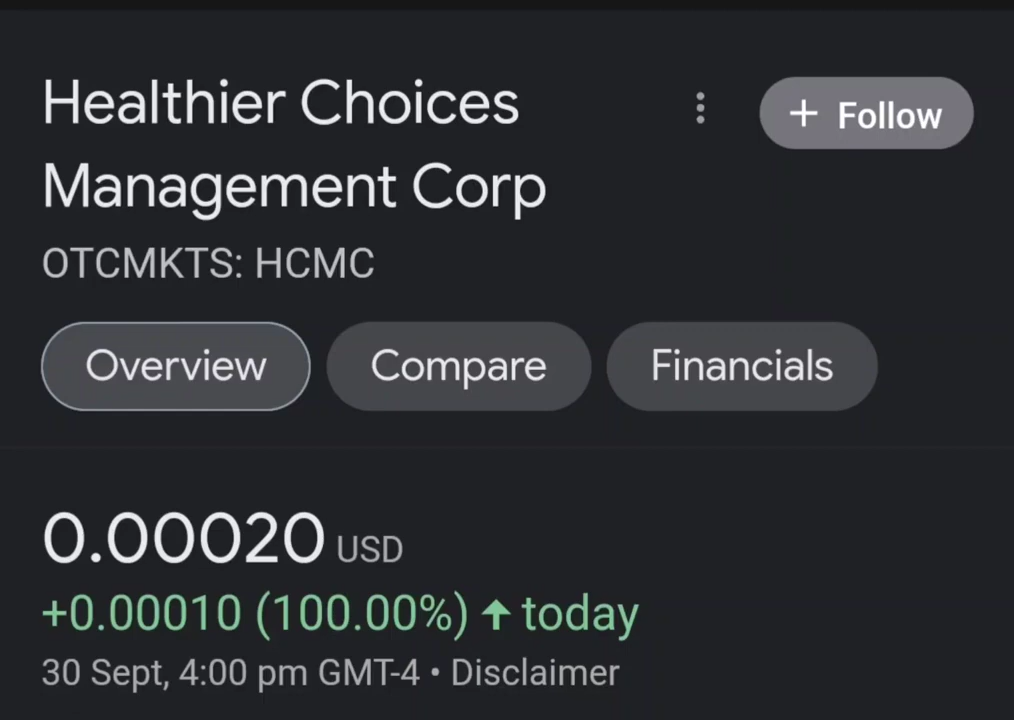 Healthier Choices
Management Corp
+ Follow
OTCMKTS: HCMC
Overview Compare Financials
0.00020 USD
+0.00010 (100.00%) ↑ today
30 Sept, 4:00 pm GMT-4 • Disclaimer